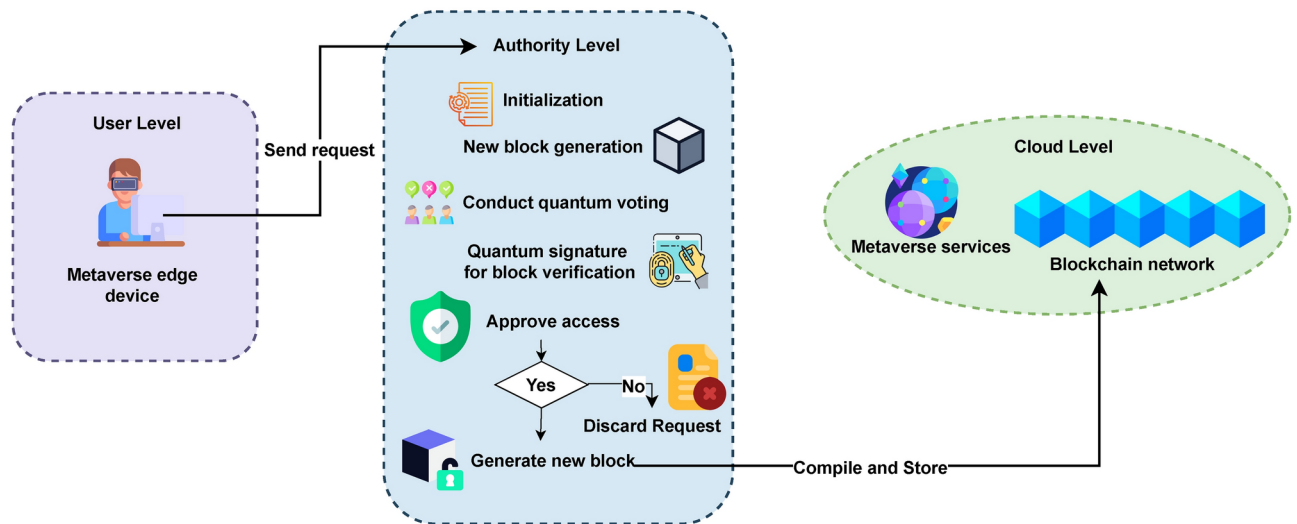 User Level
Metaverse edge
device
Send request
Authority Level
Initialization
New block generation
Conduct quantum voting
Quantum signature
for block verification
Approve access
Yes
No
Discard Request
Generate new block
Compile and Store
Cloud Level
Metaverse services
Blockchain network